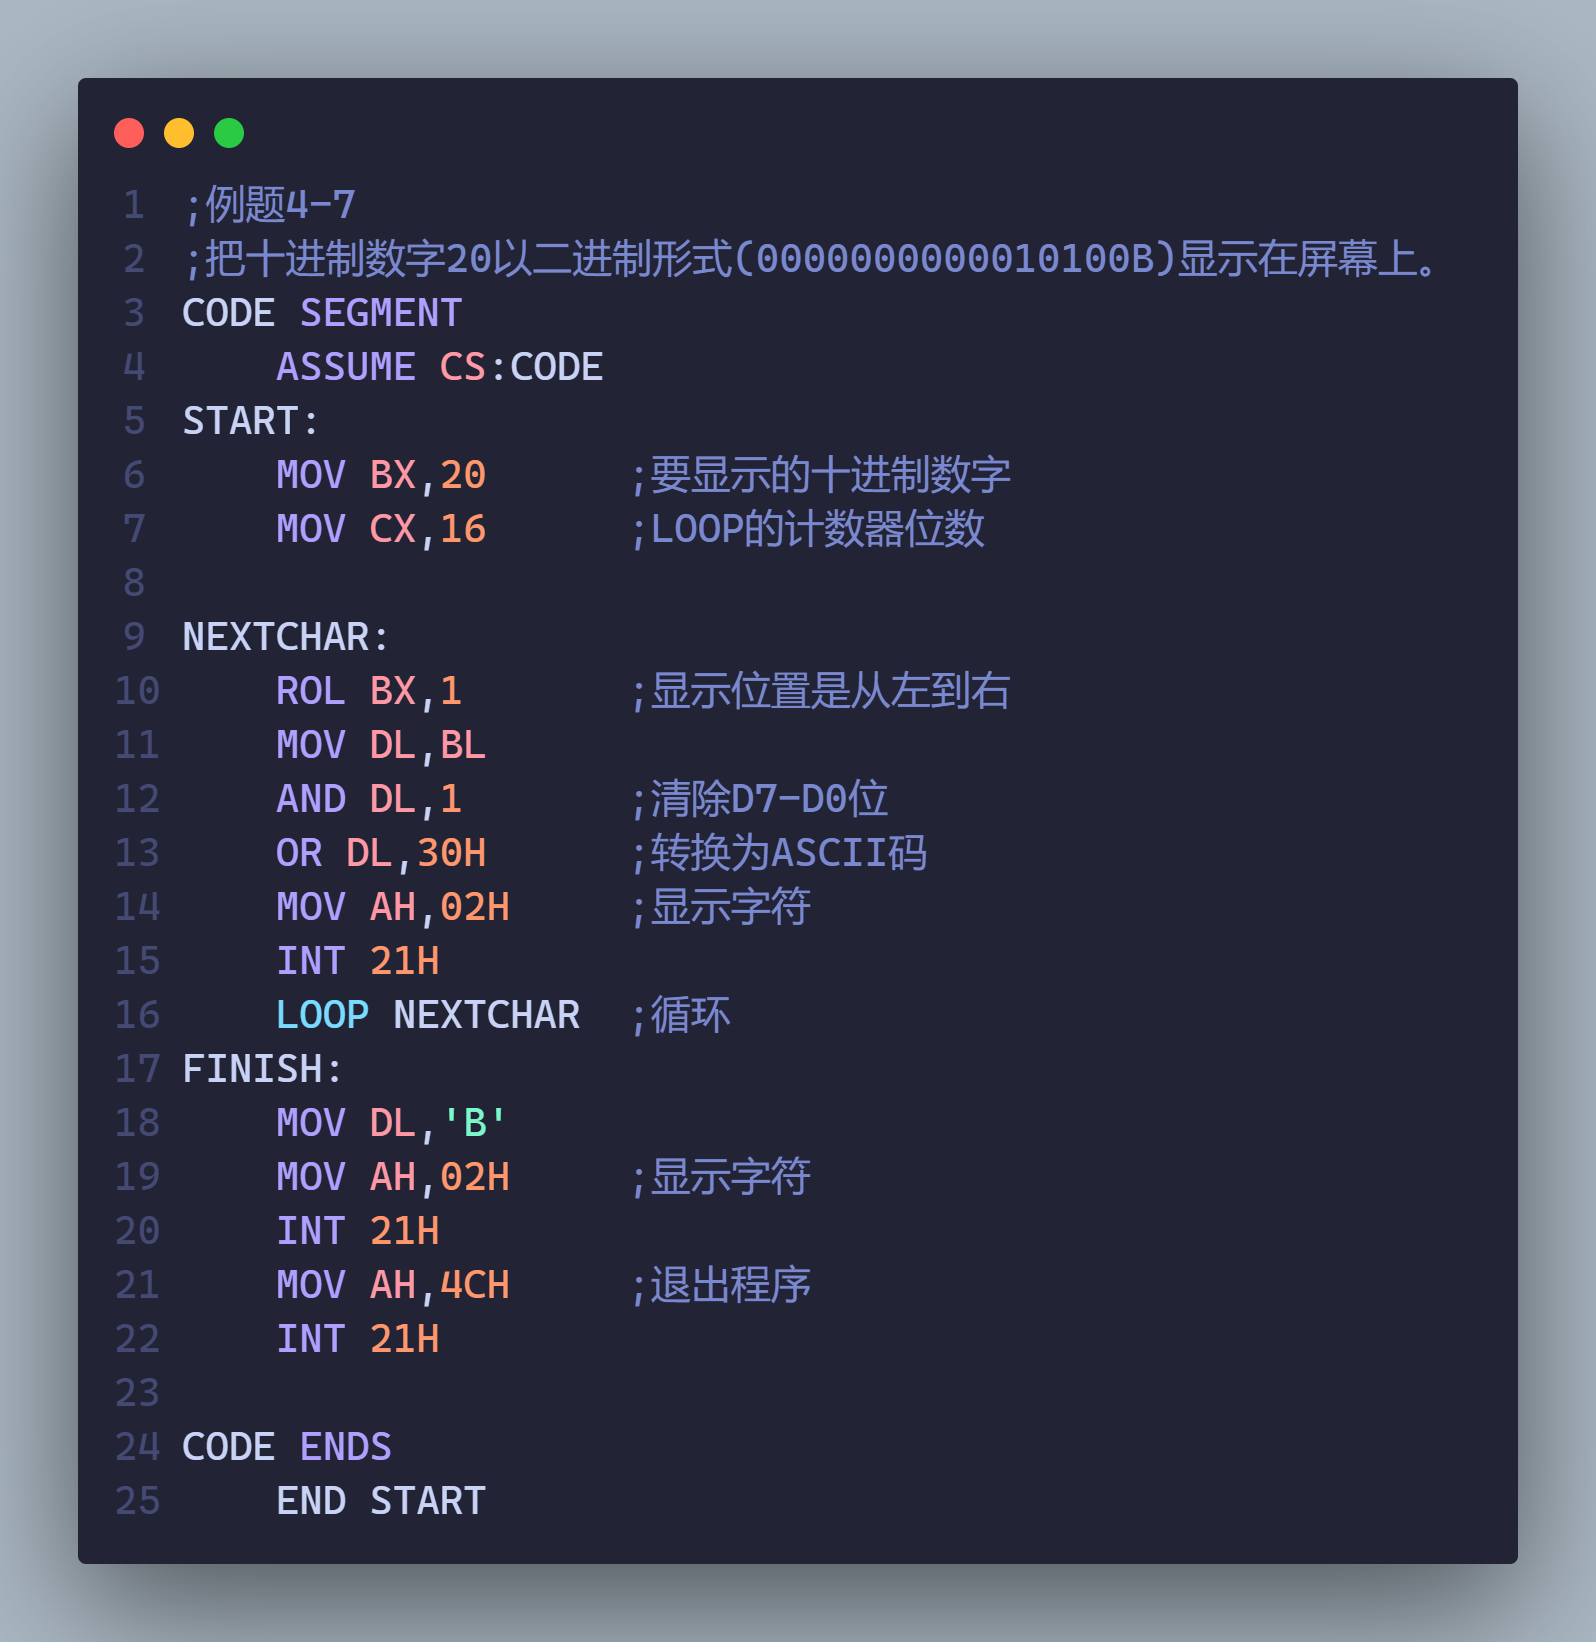 1 ;例题4-7
2 ;把十进制数字20以二进制形式(0000000000010100B)显示在屏幕上。
3 CODE SEGMENT
4     ASSUME CS:CODE
5 START:
6     MOV BX,20      ;要显示的十进制数字
7     MOV CX,16      ;LOOP的计数器位数
8
9 NEXTCHAR:
10     ROL BX,1       ;显示位置是从左到右
11     MOV DL,BL
12     AND DL,1       ;清除D7-D0位
13     OR DL,30H      ;转换为ASCII码
14     MOV AH,02H     ;显示字符
15     INT 21H
16     LOOP NEXTCHAR  ;循环
17 FINISH:
18     MOV DL,'B'
19     MOV AH,02H     ;显示字符
20     INT 21H
21     MOV AH,4CH     ;退出程序
22     INT 21H
23
24 CODE ENDS
25     END START